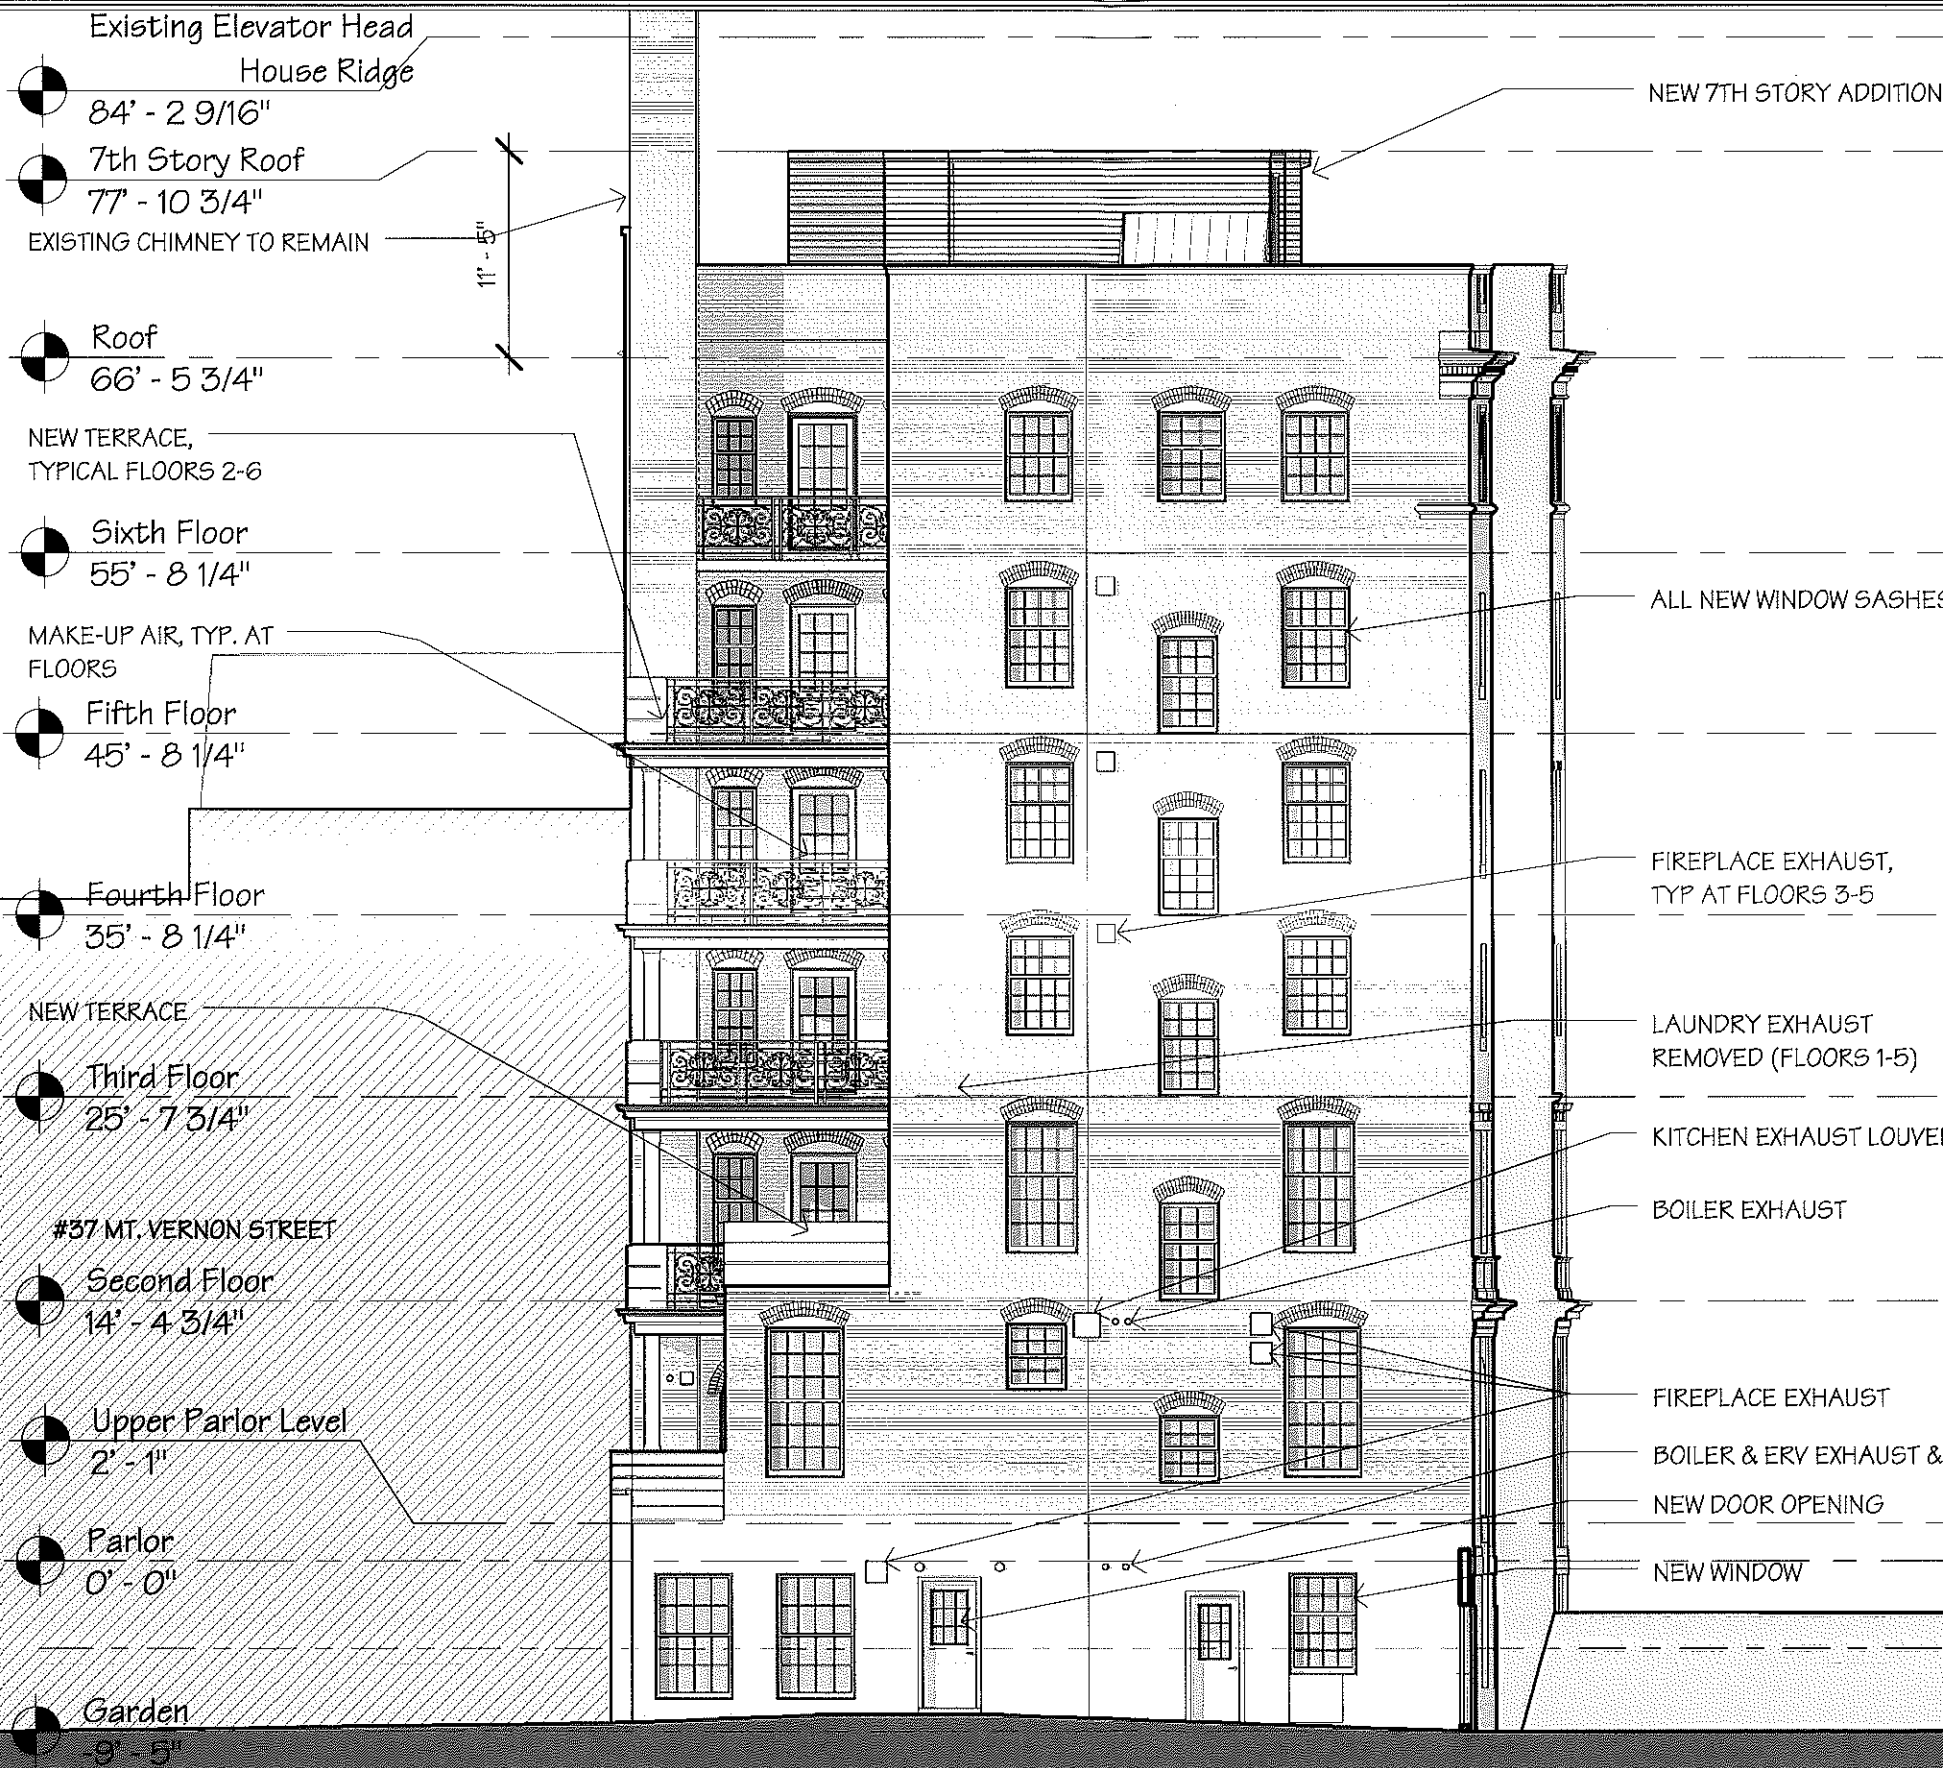 Existing Elevator Head
House Ridge
84' - 2 9/16"
7th Story Roof
77' - 10 3/4"
EXISTING CHIMNEY TO REMAIN
11' - 5"
Roof
66' - 5 3/4"
NEW TERRACE,
TYPICAL FLOORS 2-6
Sixth Floor
55' - 8 1/4"
MAKE-UP AIR, TYP. AT
FLOORS
Fifth Floor
45' - 8 1/4"
Fourth Floor
35' - 8 1/4"
NEW TERRACE
Third Floor
25' - 7 3/4"
#37 MT. VERNON STREET
Second Floor
14' - 4 3/4"
Upper Parlor Level
2' - 1"
Parlor
0' - 0"
Garden
-9' - 5"
NEW 7TH STORY ADDITION
ALL NEW WINDOW SASHES
FIREPLACE EXHAUST,
TYP AT FLOORS 3-5
LAUNDRY EXHAUST
REMOVED (FLOORS 1-5)
KITCHEN EXHAUST LOUVE
BOILER EXHAUST
FIREPLACE EXHAUST
BOILER & ERV EXHAUST &
NEW DOOR OPENING
NEW WINDOW